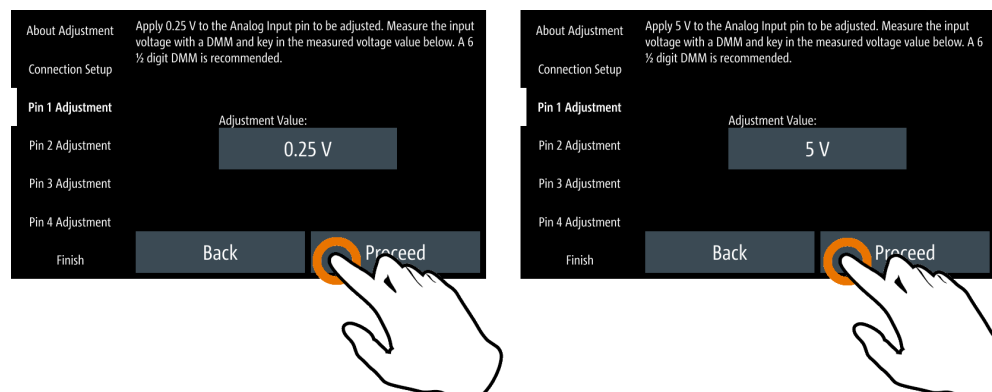 About Adjustment
Connection Setup
Pin 1 Adjustment
Pin 2 Adjustment
Pin 3 Adjustment
Pin 4 Adjustment
Finish
Apply 0.25 V to the Analog Input pin to be adjusted. Measure the input
voltage with a DMM and key in the measured voltage value below. A 6
½ digit DMM is recommended.
Adjustment Value:
0.25 V
Back
Proceed
About Adjustment
Connection Setup
Pin 1 Adjustment
Pin 2 Adjustment
Pin 3 Adjustment
Pin 4 Adjustment
Finish
Apply 5 V to the Analog Input pin to be adjusted. Measure the input
voltage with a DMM and key in the measured voltage value below. A 6
½ digit DMM is recommended.
Adjustment Value:
5 V
Back
Proceed